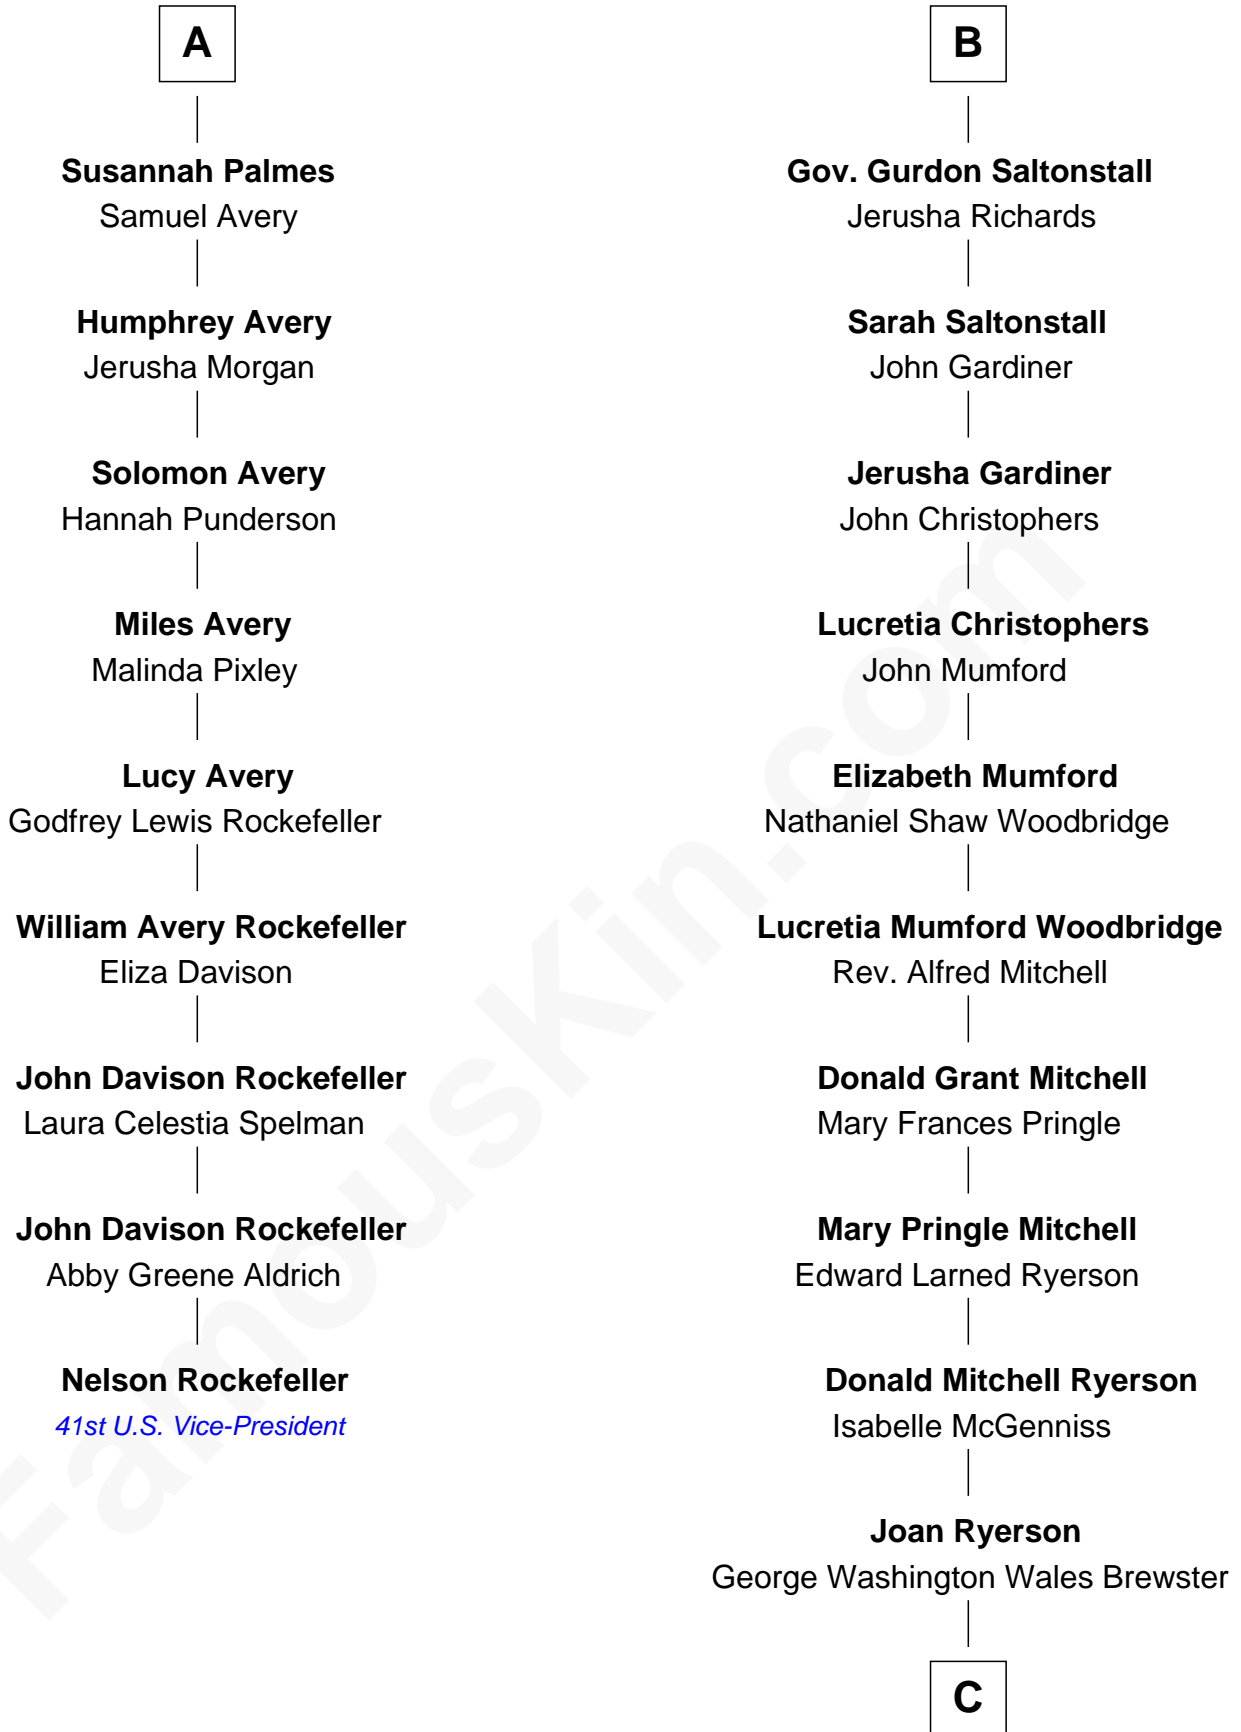 A
Susannah Palmes
Samuel Avery
Humphrey Avery
Jerusha Morgan
Solomon Avery
Hannah Punderson
Miles Avery
Malinda Pixley
Lucy Avery
Godfrey Lewis Rockefeller
William Avery Rockefeller
Eliza Davison
John Davison Rockefeller
Laura Celestia Spelman
John Davison Rockefeller
Abby Greene Aldrich
Nelson Rockefeller
41st U.S. Vice-President
B
Gov. Gurdon Saltonstall
Jerusha Richards
Sarah Saltonstall
John Gardiner
Jerusha Gardiner
John Christophers
Lucretia Christophers
John Mumford
Elizabeth Mumford
Nathaniel Shaw Woodbridge
Lucretia Mumford Woodbridge
Rev. Alfred Mitchell
Donald Grant Mitchell
Mary Frances Pringle
Mary Pringle Mitchell
Edward Larned Ryerson
Donald Mitchell Ryerson
Isabelle McGenniss
Joan Ryerson
George Washington Wales Brewster
C
FamousKin.com